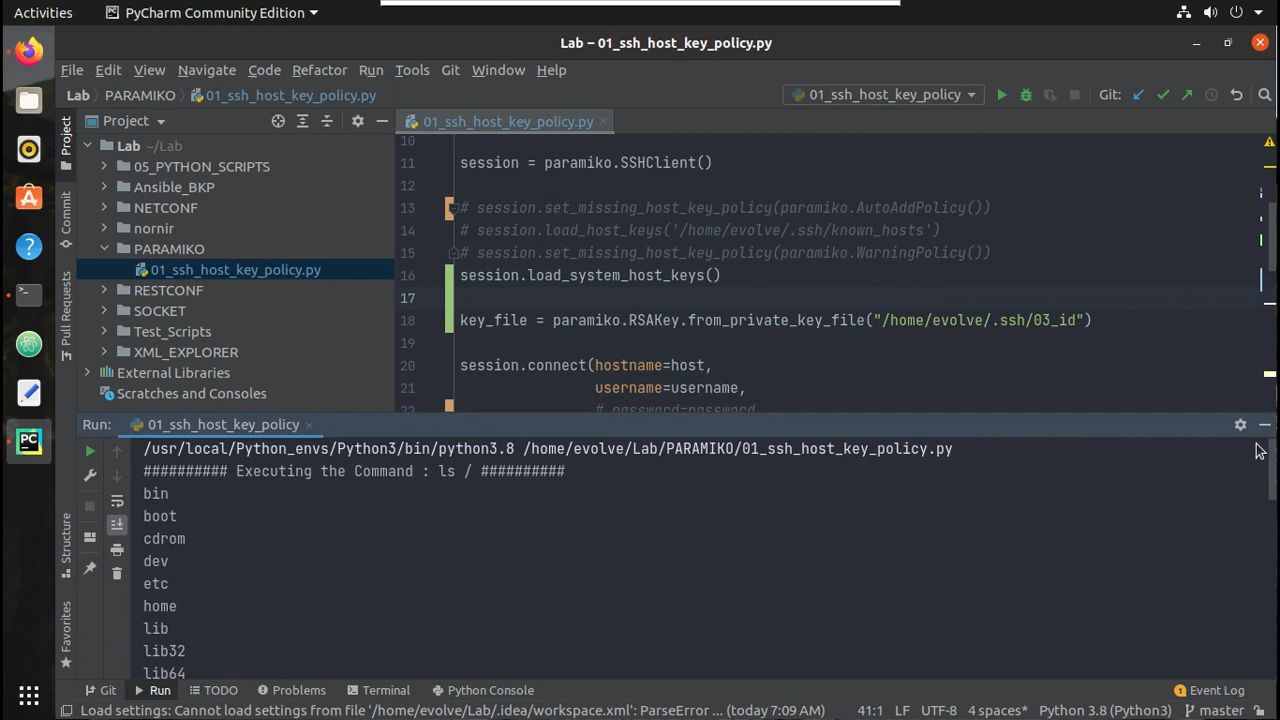 Activities
PyCharm Community Edition
Lab – 01_ssh_host_key_policy.py
File Edit View Navigate Code Refactor Run Tools Git Window Help
Lab PARAMIKO 01_ssh_host_key_policy.py
01_ssh_host_key_policy
Git:
Project
Project
01_ssh_host_key_policy.py
Lab ~/Lab
05_PYTHON_SCRIPTS
Ansible_BKP
NETCONF
nornir
PARAMIKO
01_ssh_host_key_policy.py
RESTCONF
SOCKET
Test_Scripts
XML_EXPLORER
External Libraries
Scratches and Consoles
Commit
Pull Requests
Structure
Favorites
10
11 session = paramiko.SSHClient()
12
13 # session.set_missing_host_key_policy(paramiko.AutoAddPolicy())
14 # session.load_host_keys('/home/evolve/.ssh/known_hosts')
15 # session.set_missing_host_key_policy(paramiko.WarningPolicy())
16 session.load_system_host_keys()
17
18 key_file = paramiko.RSAKey.from_private_key_file("/home/evolve/.ssh/03_id")
19
20 session.connect(hostname=host,
21 username=username,
22 # password=password
Run: 01_ssh_host_key_policy
/usr/local/Python_envs/Python3/bin/python3.8 /home/evolve/Lab/PARAMIKO/01_ssh_host_key_policy.py
########## Executing the Command : ls / ##########
bin
boot
cdrom
dev
etc
home
lib
lib32
lib64
Git Run TODO Problems Terminal Python Console 1 Event Log
Load settings: Cannot load settings from file '/home/evolve/Lab/.idea/workspace.xml': ParseError ... (today 7:09 AM) 41:1 LF UTF-8 4 spaces* Python 3.8 (Python3) master